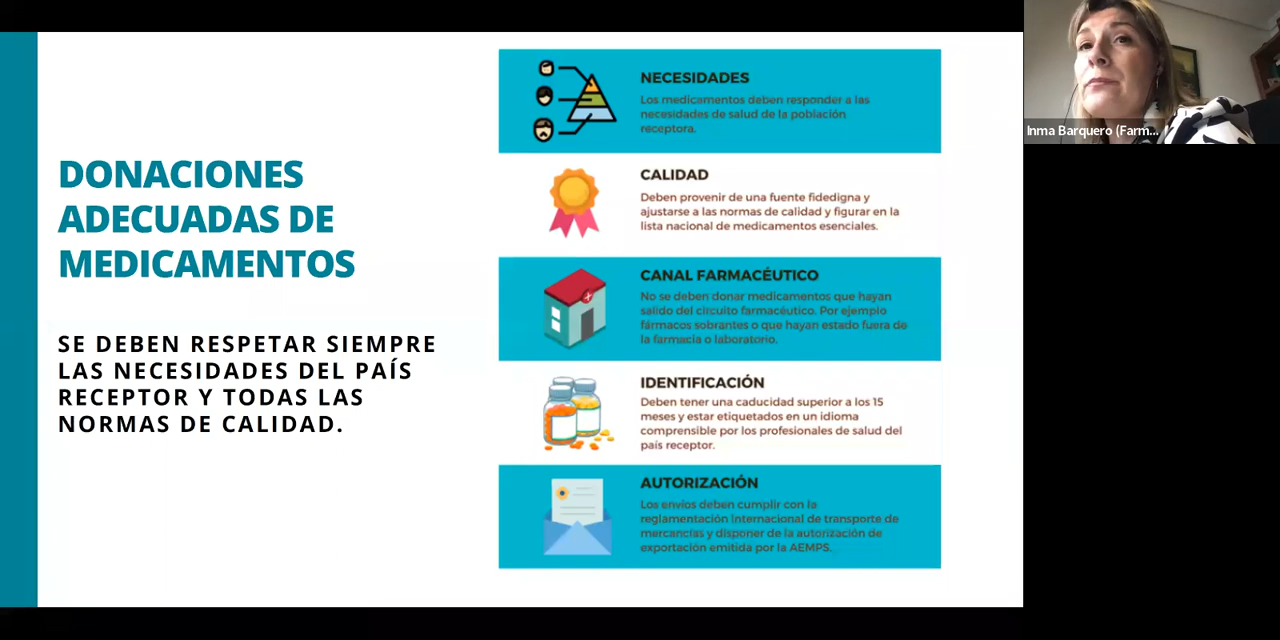 DONACIONES
ADECUADAS DE
MEDICAMENTOS
SE DEBEN RESPETAR SIEMPRE
LAS NECESIDADES DEL PAÍS
RECEPTOR Y TODAS LAS
NORMAS DE CALIDAD.
NECESIDADES
Los medicamentos deben responder a las
necesidades de salud de la población
receptora.
CALIDAD
Deben provenir de una fuente fidedigna y
ajustarse a las normas de calidad y figurar en la
lista nacional de medicamentos esenciales.
CANAL FARMACÉUTICO
No se deben donar medicamentos que hayan
salido del circuito farmacéutico. Por ejemplo
fármacos sobrantes o que hayan estado fuera de
la farmacia o laboratorio.
IDENTIFICACIÓN
Deben tener una caducidad superior a los 15
meses y estar etiquetados en un idioma
comprensible por los profesionales de salud del
país receptor.
AUTORIZACIÓN
Los envíos deben cumplir con la
reglamentación internacional de transporte de
mercancías y disponer de la autorización de
exportación emitida por la AEMPS.
Inma Barquero (Farm...